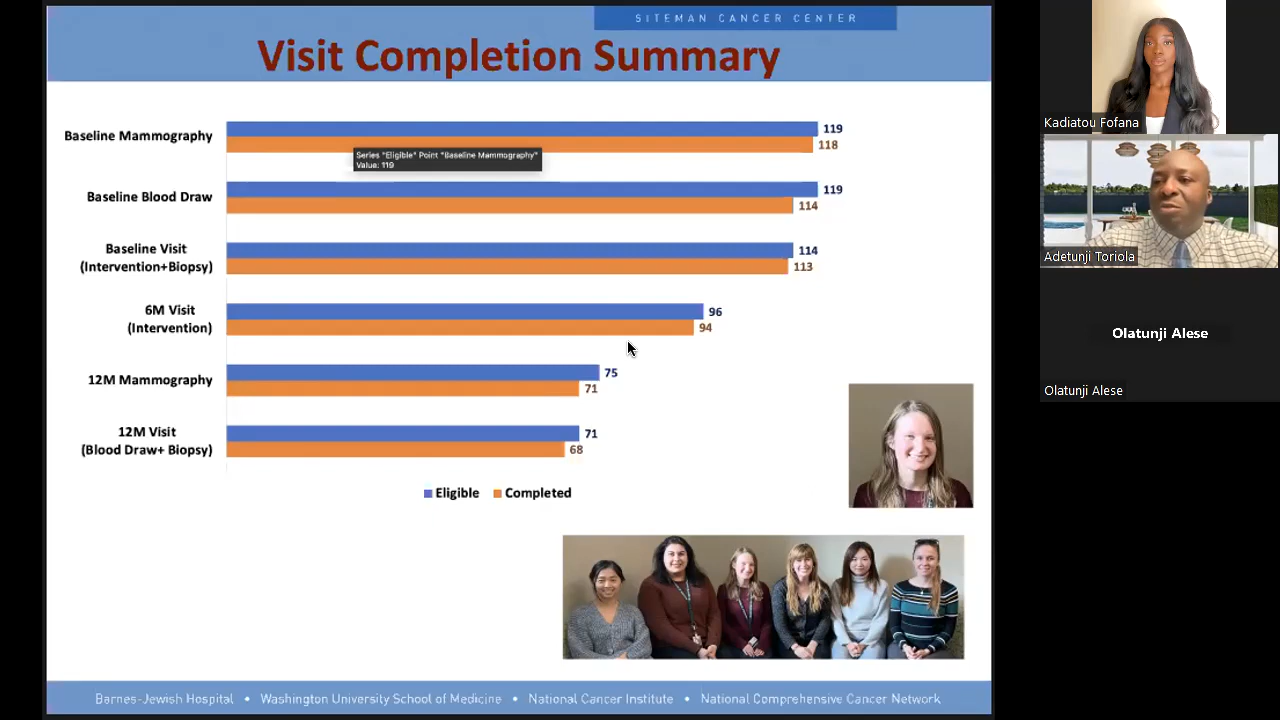 SITEMAN CANCER CENTER
Visit Completion Summary
Baseline Mammography
119
118
Series "Eligible" Point "Baseline Mammography"
Value: 119
Baseline Blood Draw
119
114
Baseline Visit
(Intervention+Biopsy)
114
113
6M Visit
(Intervention)
96
94
12M Mammography
75
71
12M Visit
(Blood Draw+ Biopsy)
71
68
Eligible Completed
Barnes-Jewish Hospital • Washington University School of Medicine • National Cancer Institute • National Comprehensive Cancer Network
Kadiatou Fofana
Adetunji Toriola
Olatunji Alese
Olatunji Alese